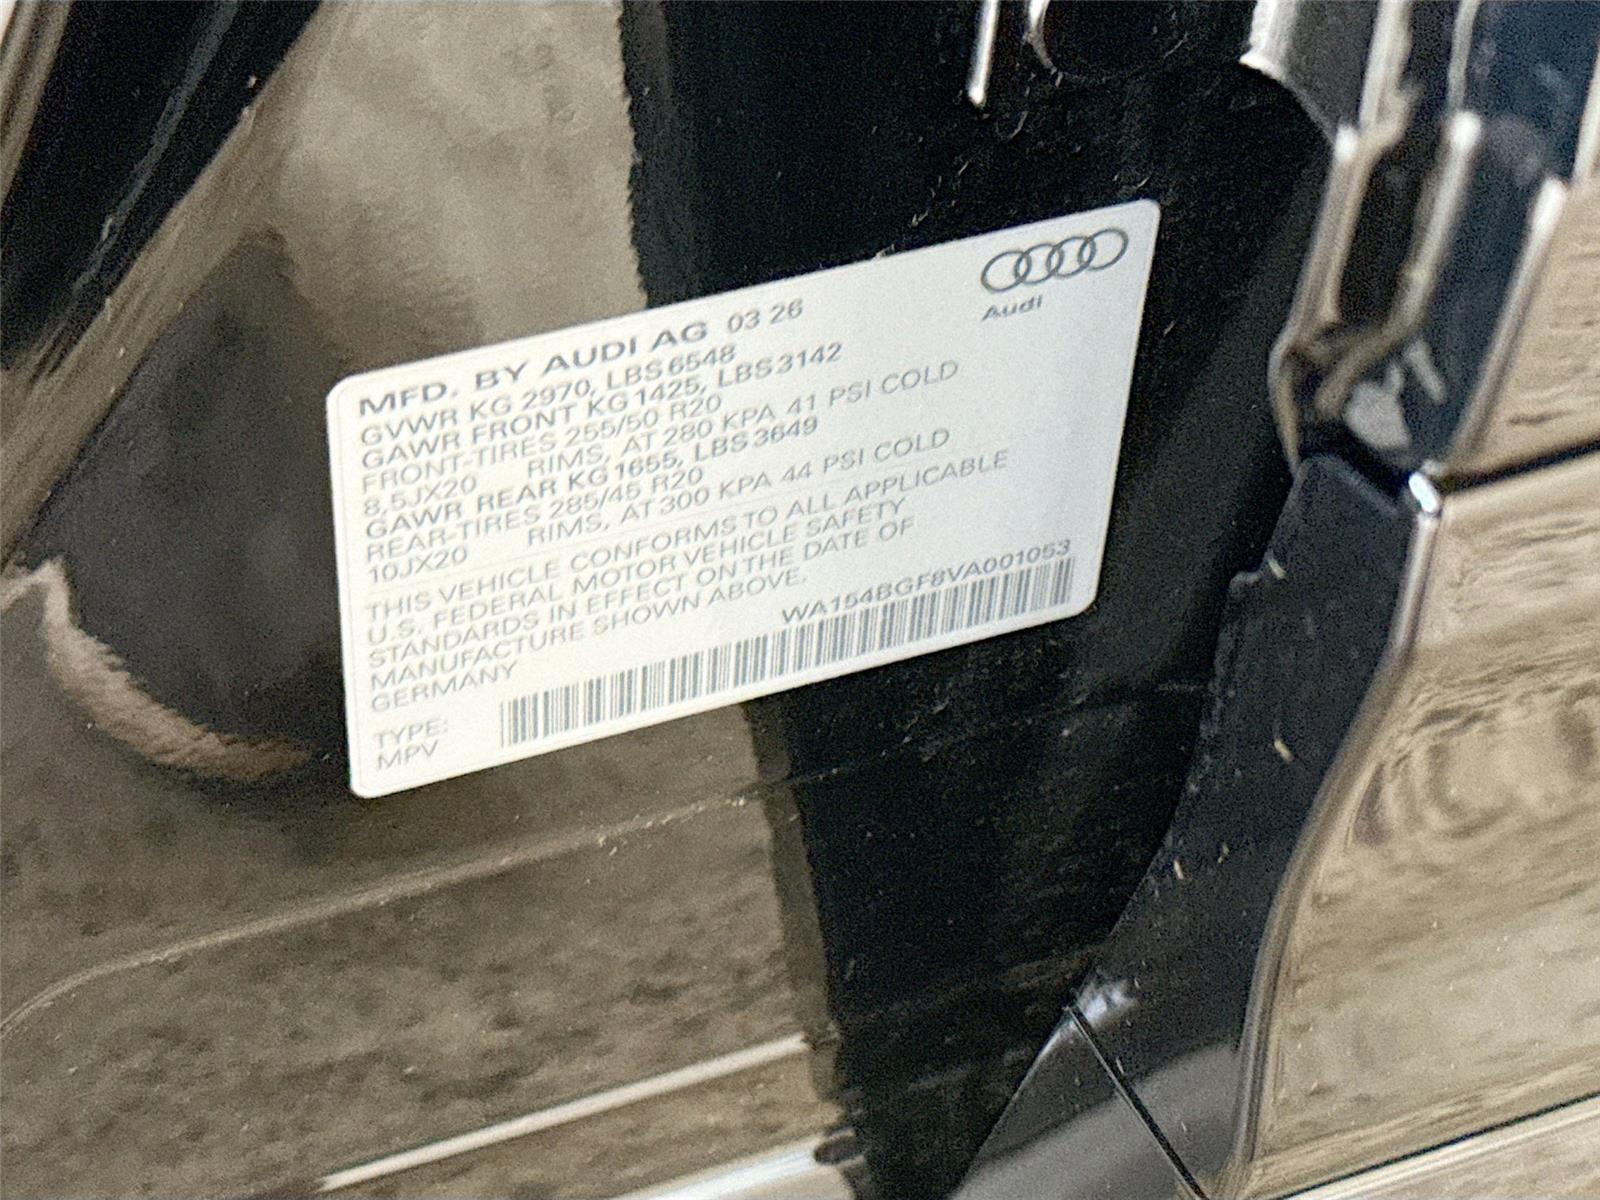 Audi
MFD. BY AUDI AG 03 26
GVWR KG 2970, LBS 6548
GAWR FRONT KG 1425, LBS 3142
FRONT-TIRES 255/50 R20
8,5JX20 RIMS, AT 280 KPA 41 PSI COLD
GAWR REAR KG 1655, LBS 3649
REAR-TIRES 285/45 R20
10JX20 RIMS, AT 300 KPA 44 PSI COLD
THIS VEHICLE CONFORMS TO ALL APPLICABLE
U.S. FEDERAL MOTOR VEHICLE SAFETY
STANDARDS IN EFFECT ON THE DATE OF
MANUFACTURE SHOWN ABOVE.
GERMANY
WA154BGF8VA001053
TYPE:
MPV